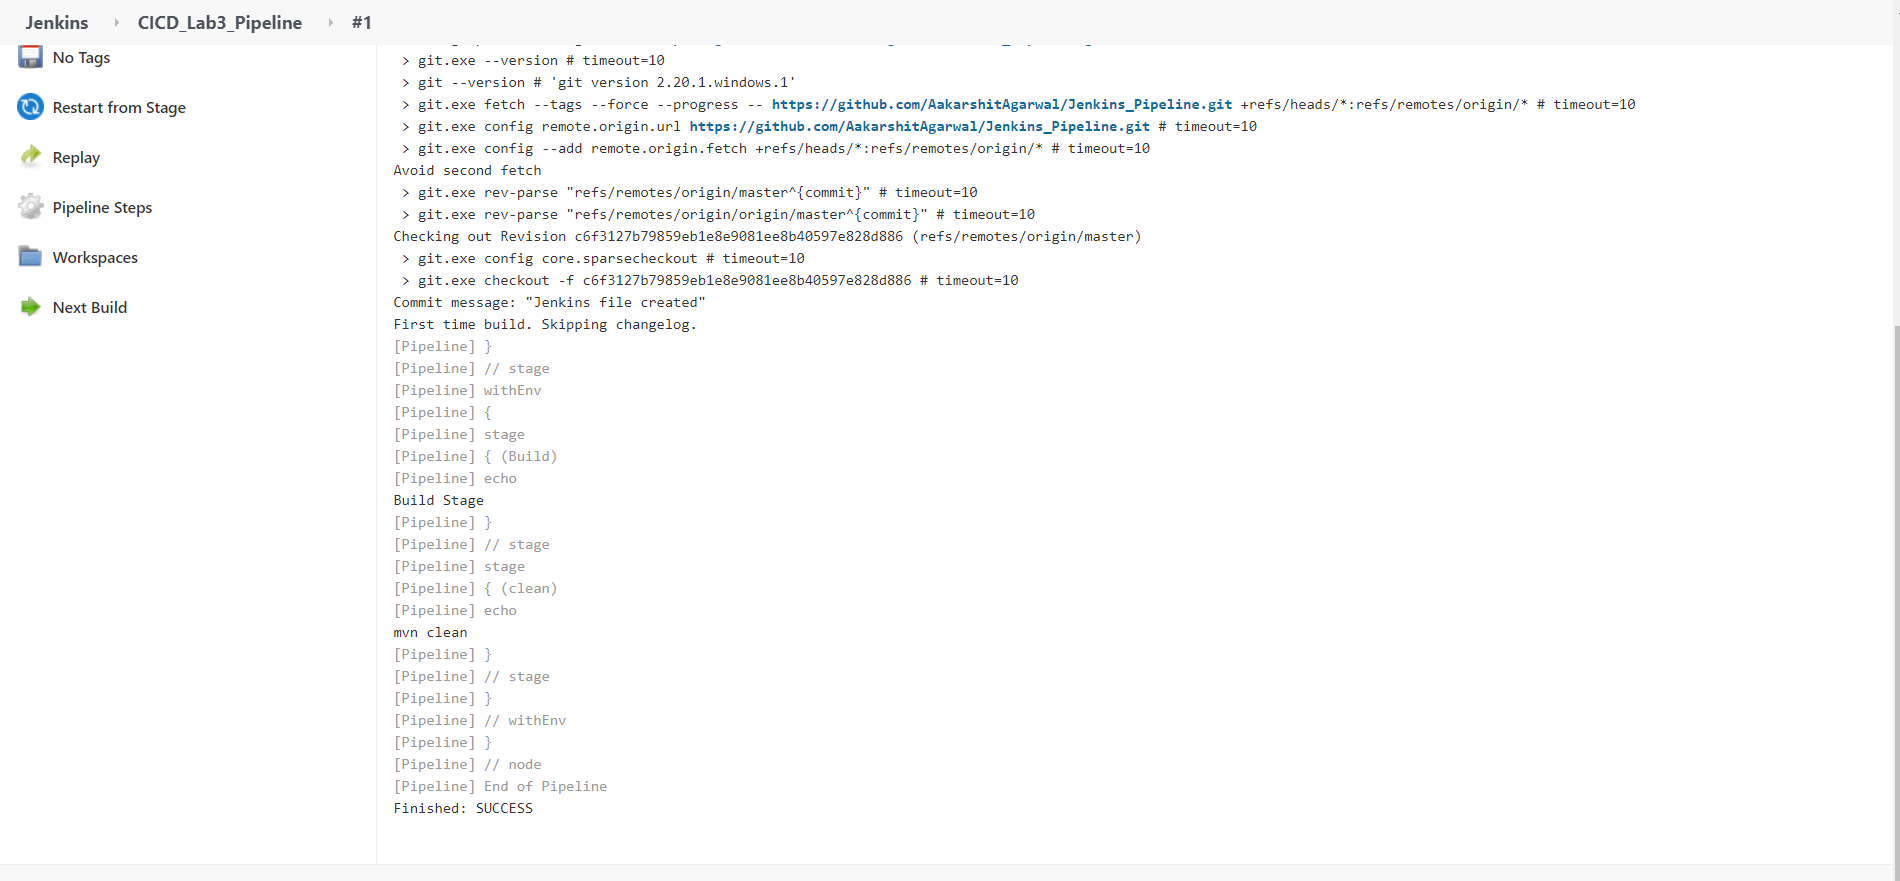 Jenkins
CICD_Lab3_Pipeline
#1
No Tags
Restart from Stage
Replay
Pipeline Steps
Workspaces
Next Build
> git.exe --version # timeout=10
> git --version # 'git version 2.20.1.windows.1'
> git.exe fetch --tags --force --progress -- https://github.com/AakarshitAgarwal/Jenkins_Pipeline.git +refs/heads/*:refs/remotes/origin/* # timeout=10
> git.exe config remote.origin.url https://github.com/AakarshitAgarwal/Jenkins_Pipeline.git # timeout=10
> git.exe config --add remote.origin.fetch +refs/heads/*:refs/remotes/origin/* # timeout=10
Avoid second fetch
> git.exe rev-parse "refs/remotes/origin/master^{commit}" # timeout=10
> git.exe rev-parse "refs/remotes/origin/origin/master^{commit}" # timeout=10
Checking out Revision c6f3127b79859eb1e8e9081ee8b40597e828d886 (refs/remotes/origin/master)
> git.exe config core.sparsecheckout # timeout=10
> git.exe checkout -f c6f3127b79859eb1e8e9081ee8b40597e828d886 # timeout=10
Commit message: "Jenkins file created"
First time build. Skipping changelog.
[Pipeline] }
[Pipeline] // stage
[Pipeline] withEnv
[Pipeline] {
[Pipeline] stage
[Pipeline] { (Build)
[Pipeline] echo
Build Stage
[Pipeline] }
[Pipeline] // stage
[Pipeline] stage
[Pipeline] { (clean)
[Pipeline] echo
mvn clean
[Pipeline] }
[Pipeline] // stage
[Pipeline] }
[Pipeline] // withEnv
[Pipeline] }
[Pipeline] // node
[Pipeline] End of Pipeline
Finished: SUCCESS